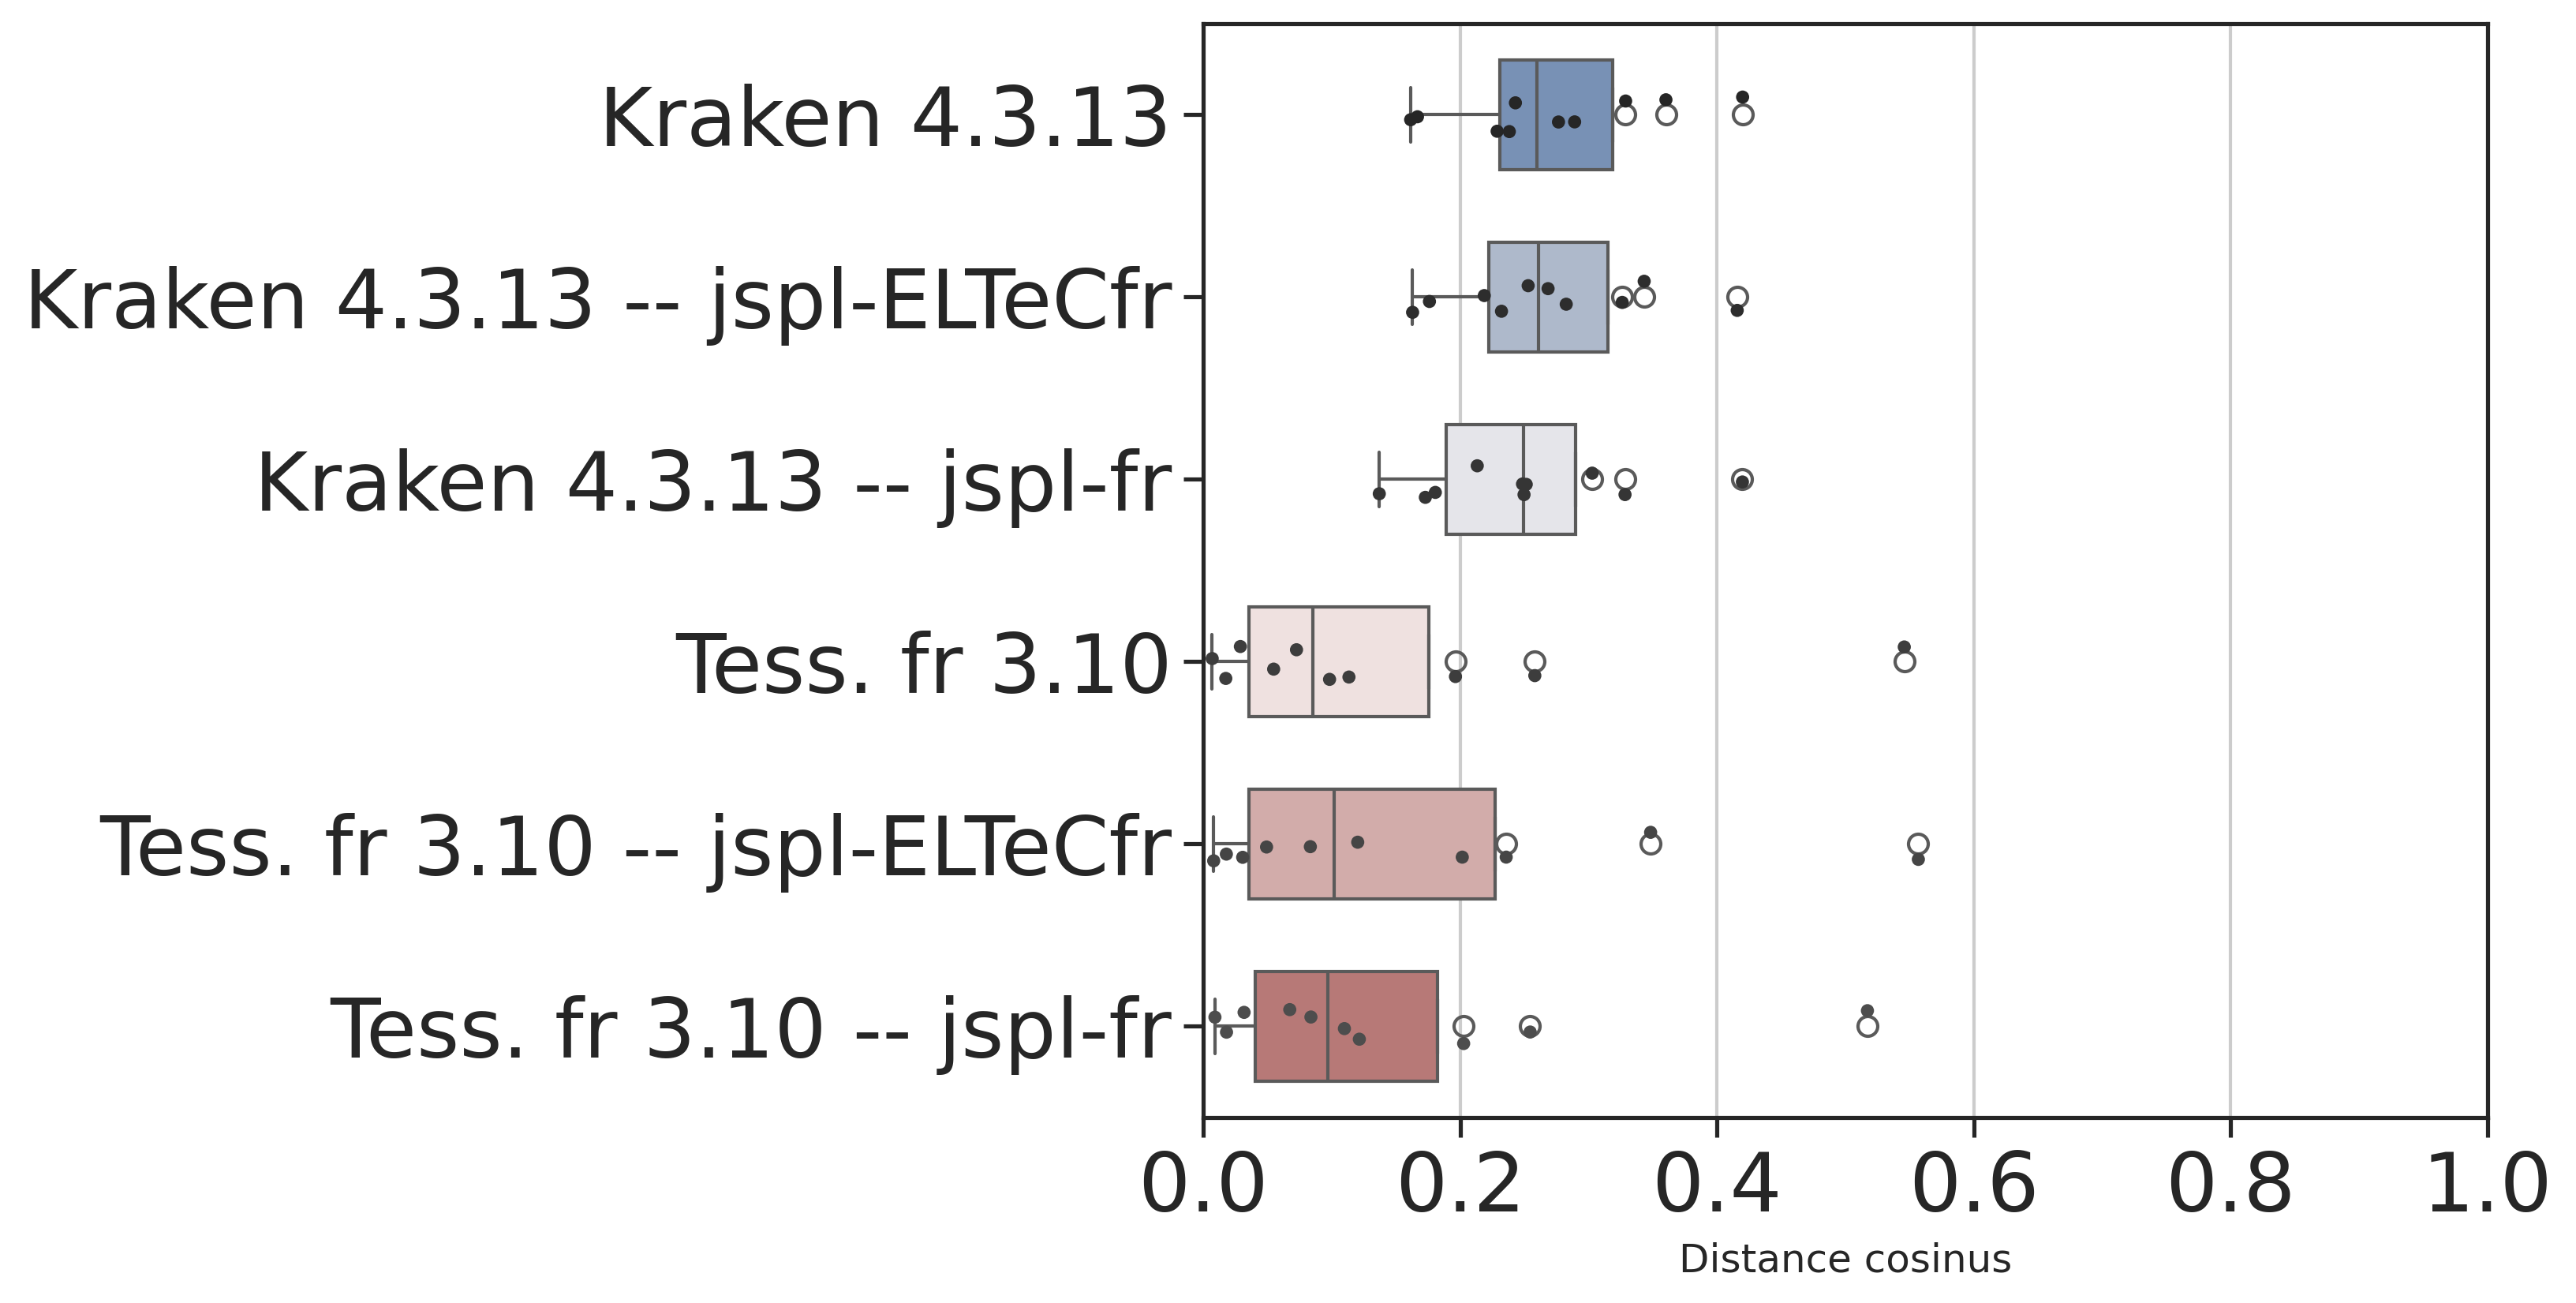 Kraken 4.3.13
Kraken 4.3.13 -- jspl-ELTeCfr
Kraken 4.3.13 -- jspl-fr
Tess. fr 3.10
Tess. fr 3.10 -- jspl-ELTeCfr
Tess. fr 3.10 -- jspl-fr
0.0 0.2 0.4 0.6 0.8 1.0
Distance cosinus